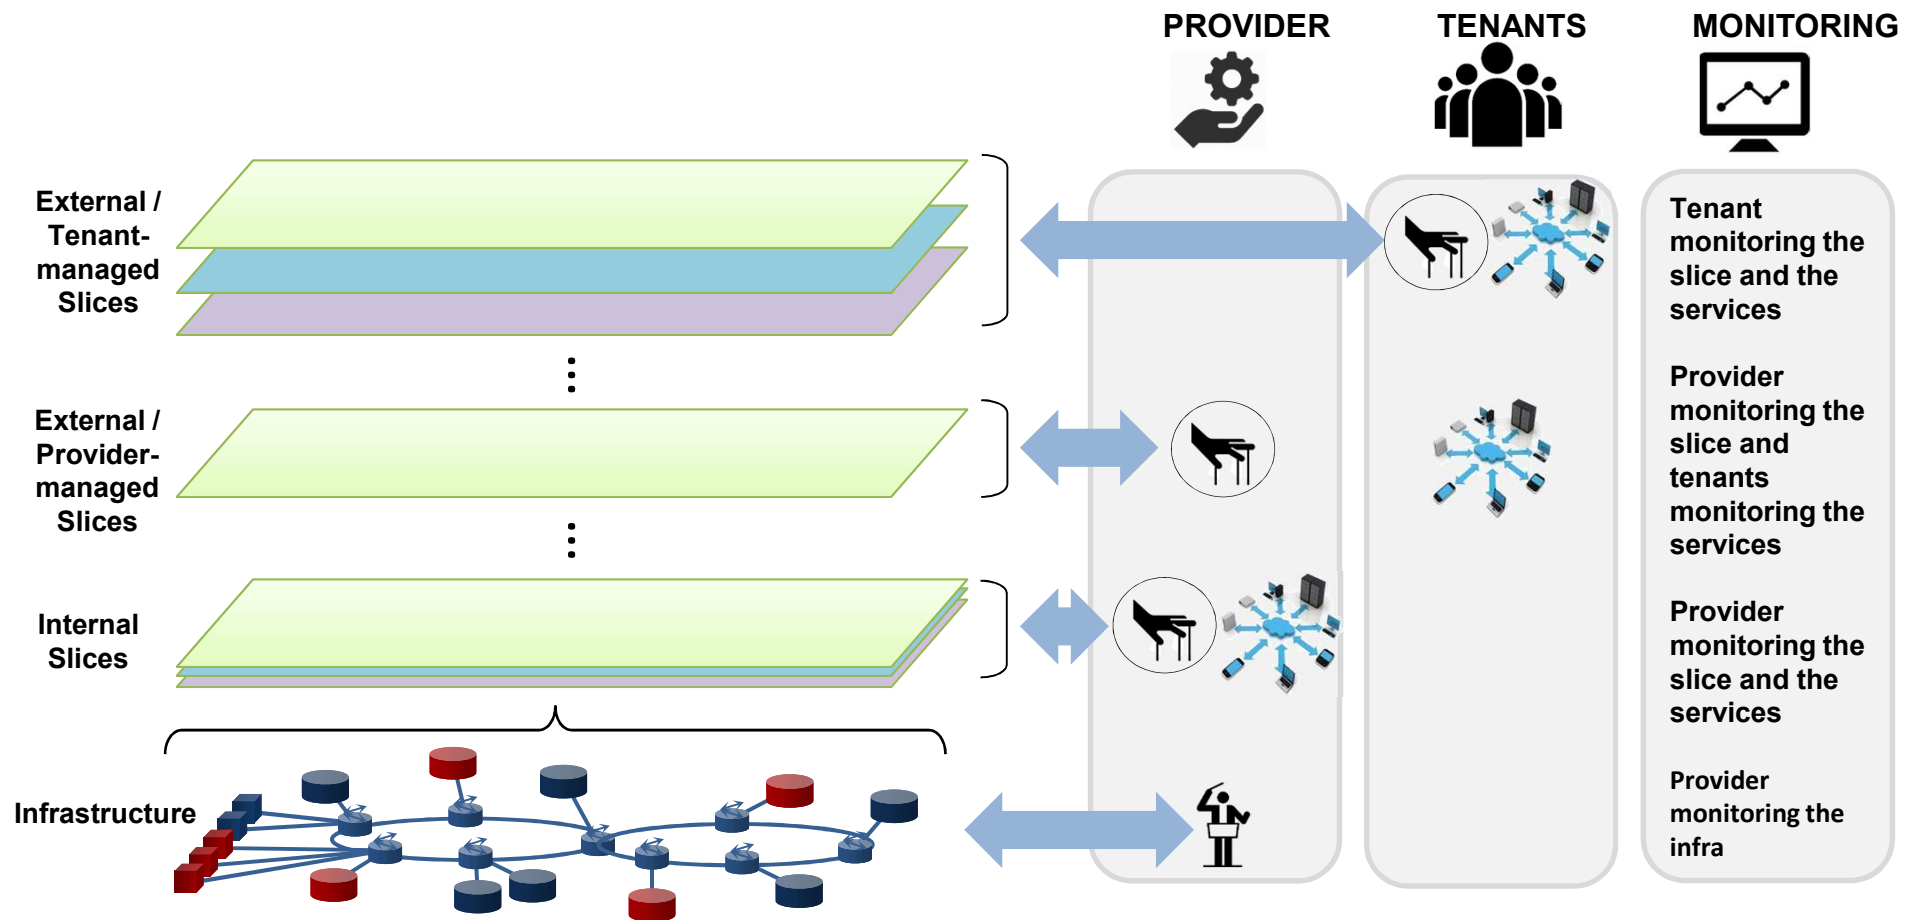 PROVIDER
TENANTS
MONITORING
External /
Tenant-
managed
Slices
Tenant
monitoring the
slice and the
services
External /
Provider-
managed
Slices
Provider
monitoring the
slice and
tenants
monitoring the
services
Internal
Slices
Provider
monitoring the
slice and the
services
Infrastructure
Provider
monitoring the
infra